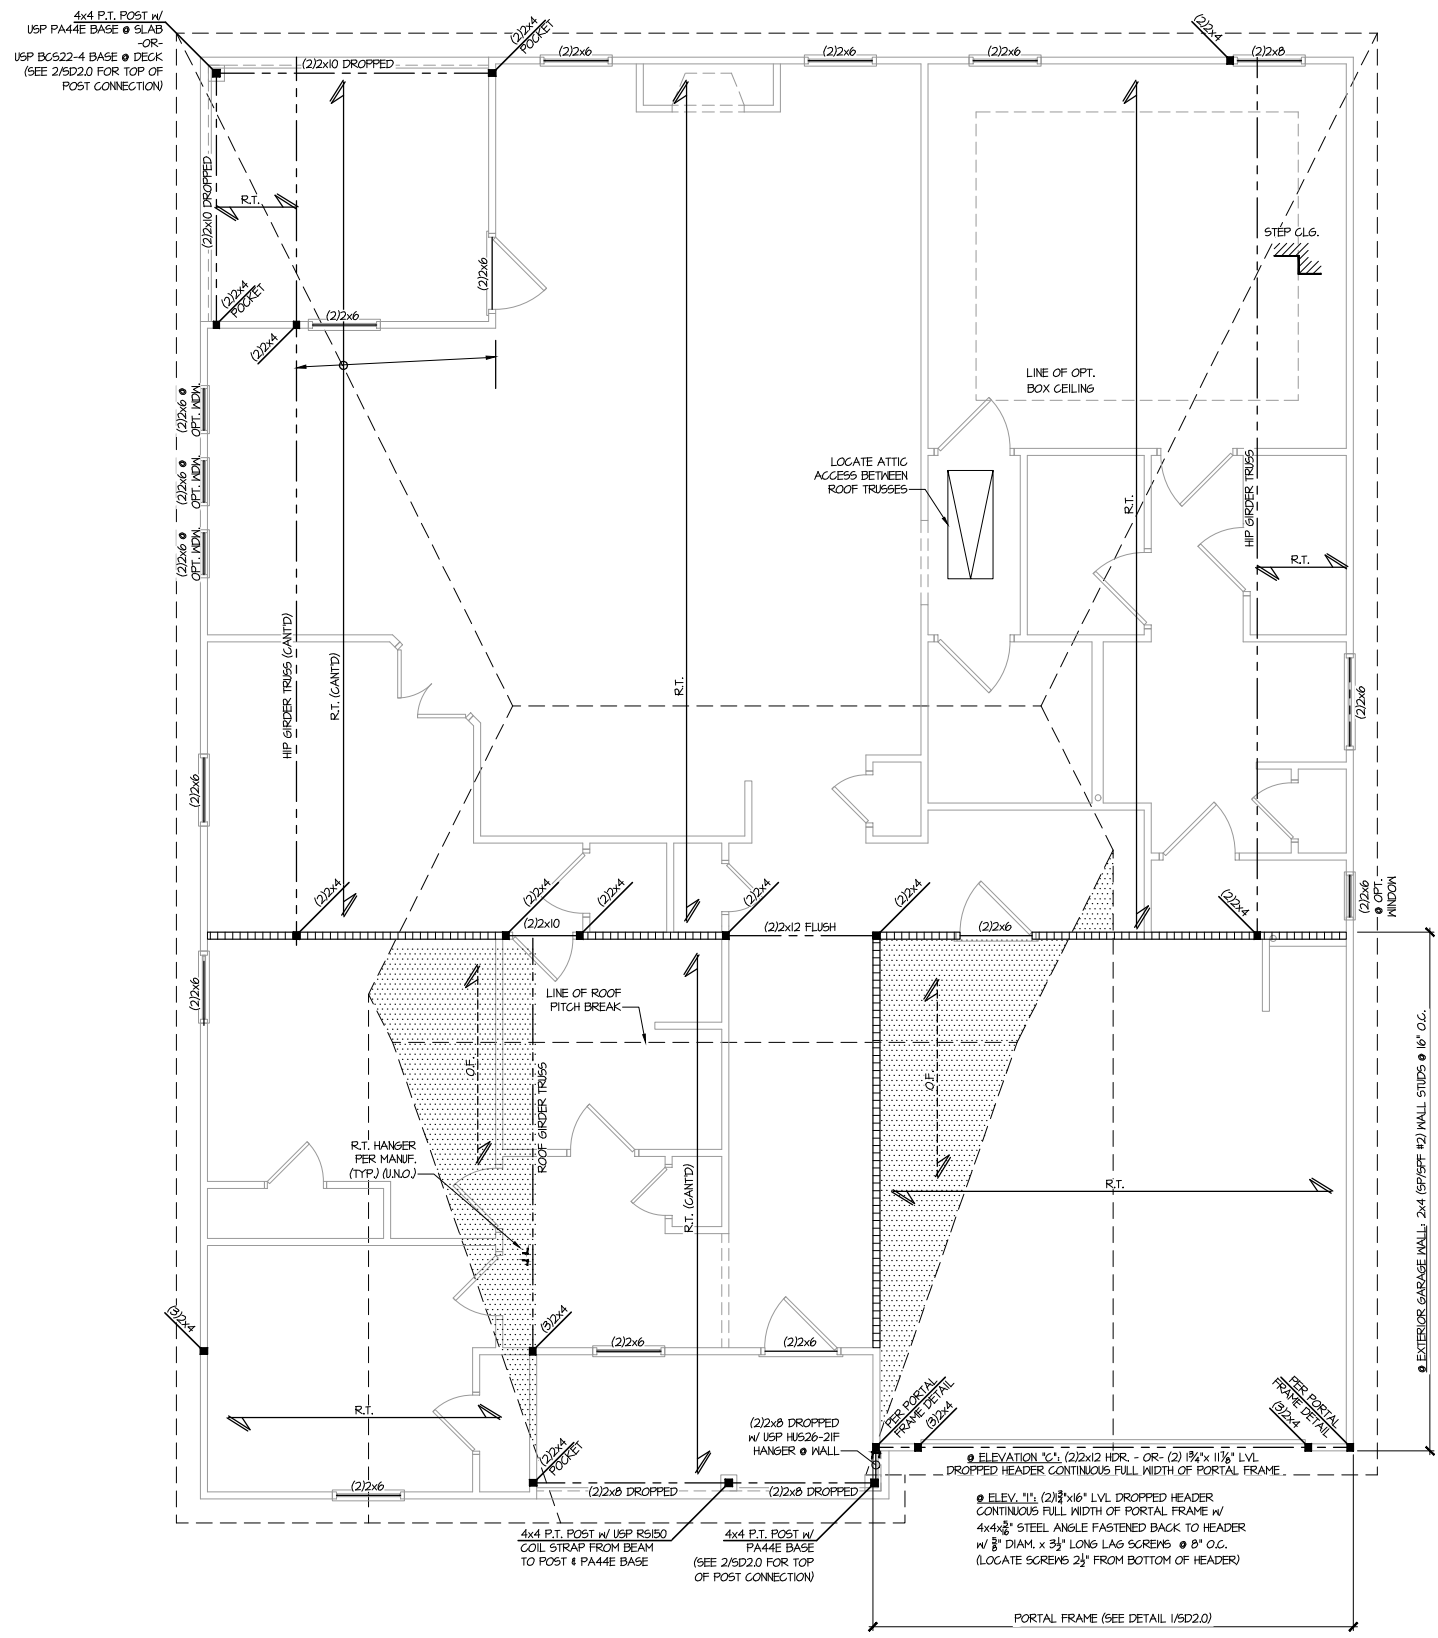 4x4 P.T. POST W/
USP PA44E BASE @ SLAB
-OR-
USP BCS22-4 BASE @ DECK
(SEE 2/SD2.0 FOR TOP OF
POST CONNECTION)
(2)2x10 DROPPED
(2)2x4
POCKET
(2)2x6
(2)2x6
(2)2x6
(2)2x4
(2)2x8
(2)2x10 DROPPED
R.T.
(2)2x6
STEP CLG.
(2)2x4
POCKET
(2)2x6
(2)2x4
LINE OF OPT.
BOX CEILING
(2)2x6 @
OPT. WDW.
(2)2x6 @
OPT. WDW.
(2)2x6 @
OPT. WDW.
LOCATE ATTIC
ACCESS BETWEEN
ROOF TRUSSES
R.T.
HIP GIRDER TRUSS
R.T.
HIP GIRDER TRUSS (CANT'D)
R.T. (CANT'D)
R.T.
(2)2x6
(2)2x6
(2)2x4
(2)2x4
(2)2x4
(2)2x4
(2)2x4
(2)2x4
(2)2x6
@ OPT.
WINDOW
(2)2x10
(2)2x12 FLUSH
(2)2x6
(2)2x6
LINE OF ROOF
PITCH BREAK
O.F.
O.F.
ROOF GIRDER TRUSS
R.T. HANGER
PER MANUF.
(TYP.) (U.N.O.)
R.T. (CANT'D)
R.T.
@ EXTERIOR GARAGE WALL: 2x4 (SP/SPF #2) WALL STUDS @ 16" O.C.
(3)2x4
(3)2x4
(2)2x6
(2)2x6
R.T.
PER PORTAL
FRAME DETAIL
(3)2x4
PER PORTAL
FRAME DETAIL
(3)2x4
(2)2x8 DROPPED
W/ USP HUS26-2IF
HANGER @ WALL
(2)2x4
POCKET
@ ELEVATION "C": (2)2x12 HDR. - OR- (2) 1¾"x 11⅞" LVL
DROPPED HEADER CONTINUOUS FULL WIDTH OF PORTAL FRAME
(2)2x6
(2)2x8 DROPPED
(2)2x8 DROPPED
@ ELEV. "1": (2)1¾"x16" LVL DROPPED HEADER
CONTINUOUS FULL WIDTH OF PORTAL FRAME W/
4x4x5/16" STEEL ANGLE FASTENED BACK TO HEADER
W/ ⅝" DIAM. x 3½" LONG LAG SCREWS @ 8" O.C.
(LOCATE SCREWS 2½" FROM BOTTOM OF HEADER)
4x4 P.T. POST W/ USP RS150
COIL STRAP FROM BEAM
TO POST & PA44E BASE
4x4 P.T. POST W/
PA44E BASE
(SEE 2/SD2.0 FOR TOP
OF POST CONNECTION)
PORTAL FRAME (SEE DETAIL 1/SD2.0)